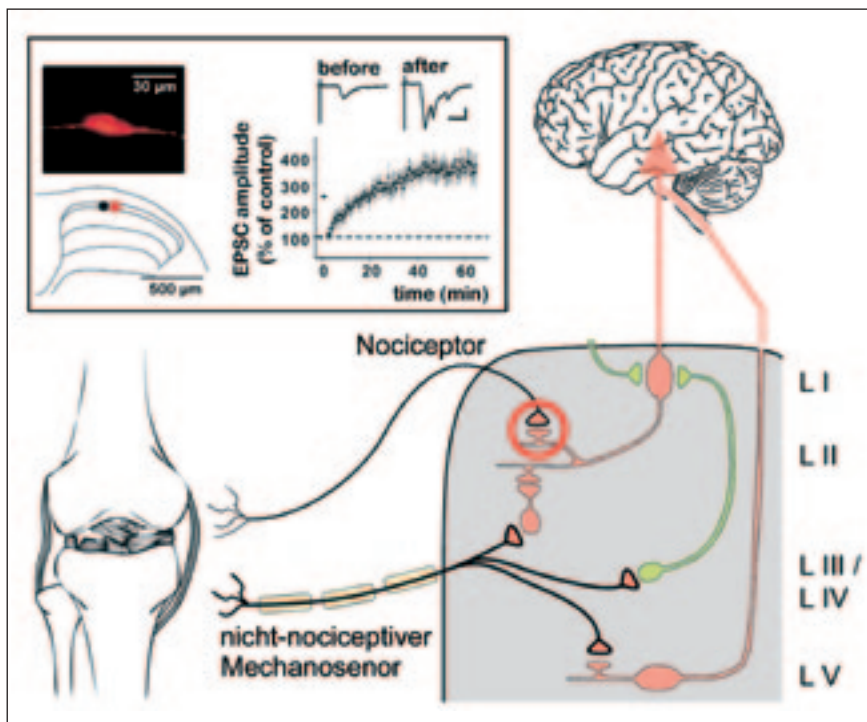 30 µm
before after
EPSC amplitude
(% of control)
400
300
200
100
0 20 40 60
time (min)
500 µm
Nociceptor
L I
L II
L III /
L IV
L V
nicht-nociceptiver
Mechanosenor